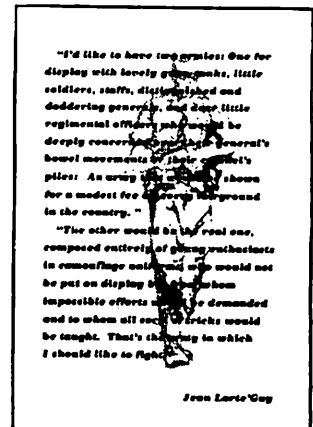 "I'd like to have two armies: One for
display with lovely guns, tanks, little
soldiers, staffs, distinguished and
doddering generals, and dear little
regimental officers who would be
deeply concerned over their general's
bowel movements or their colonel's
piles: An army that would be shown
for a modest fee on every fairground
in the country. "
"The other would be the real one,
composed entirely of young enthusiasts
in camouflage uniforms who would not
be put on display but from whom
impossible efforts would be demanded
and to whom all sorts of tricks would
be taught. That's the army in which
I should like to fight."
Jean Larte'Guy